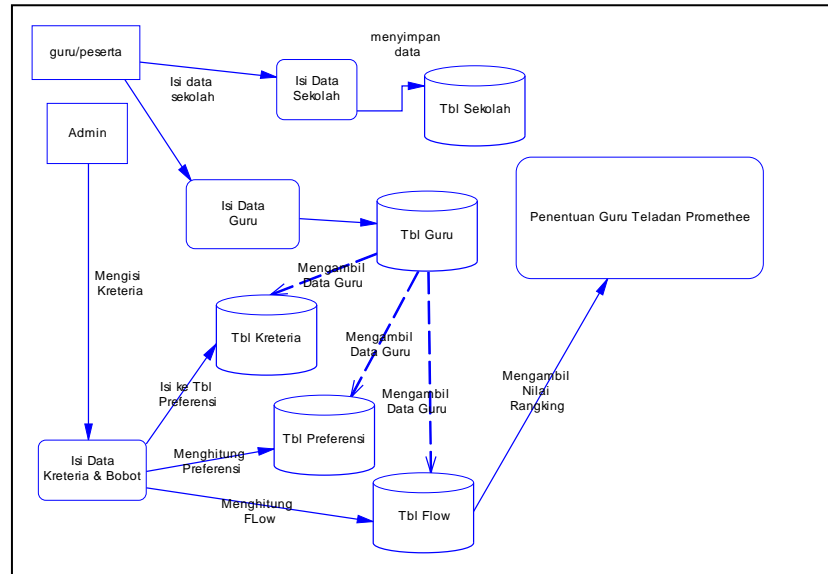 guru/peserta
menyimpan
data
Isi data
sekolah
Isi Data
Sekolah
Tbl Sekolah
Admin
Isi Data
Guru
Tbl Guru
Penentuan Guru Teladan Promethee
Mengisi
Kreteria
Mengambil
Data Guru
Tbl Kreteria
Mengambil
Data Guru
Mengambil
Data Guru
Mengambil
Nilai
Rangking
Isi ke Tbl
Preferensi
Tbl Preferensi
Isi Data
Kreteria & Bobot
Menghitung
Preferensi
Menghitung
FLow
Tbl Flow